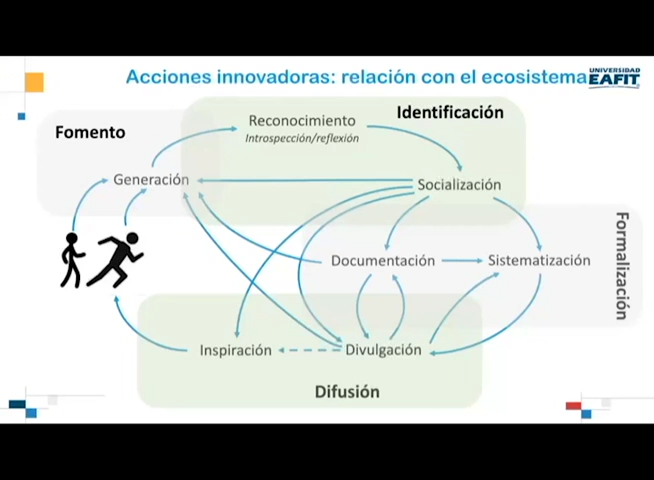 Acciones innovadoras: relación con el ecosistema
UNIVERSIDAD
EAFIT
Fomento
Reconocimiento
Introspección/reflexión
Identificación
Generación
Socialización
Documentación
Sistematización
Formalización
Inspiración
Divulgación
Difusión